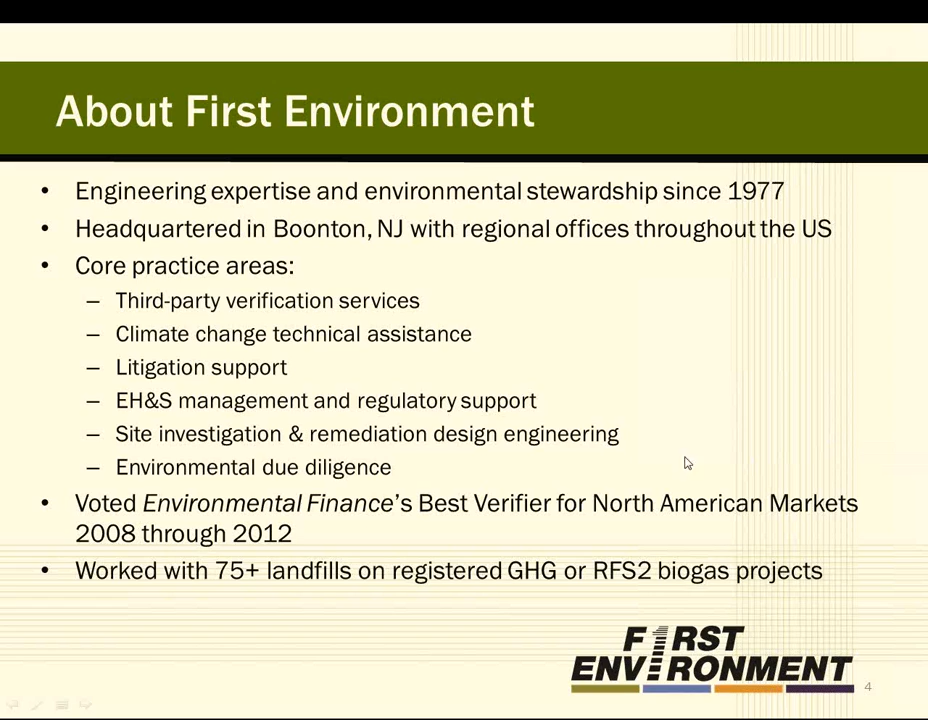 About First Environment
• Engineering expertise and environmental stewardship since 1977
• Headquartered in Boonton, NJ with regional offices throughout the US
• Core practice areas:
– Third-party verification services
– Climate change technical assistance
– Litigation support
– EH&S management and regulatory support
– Site investigation & remediation design engineering
– Environmental due diligence
• Voted Environmental Finance's Best Verifier for North American Markets
2008 through 2012
• Worked with 75+ landfills on registered GHG or RFS2 biogas projects
F1RST
ENVIRONMENT
4